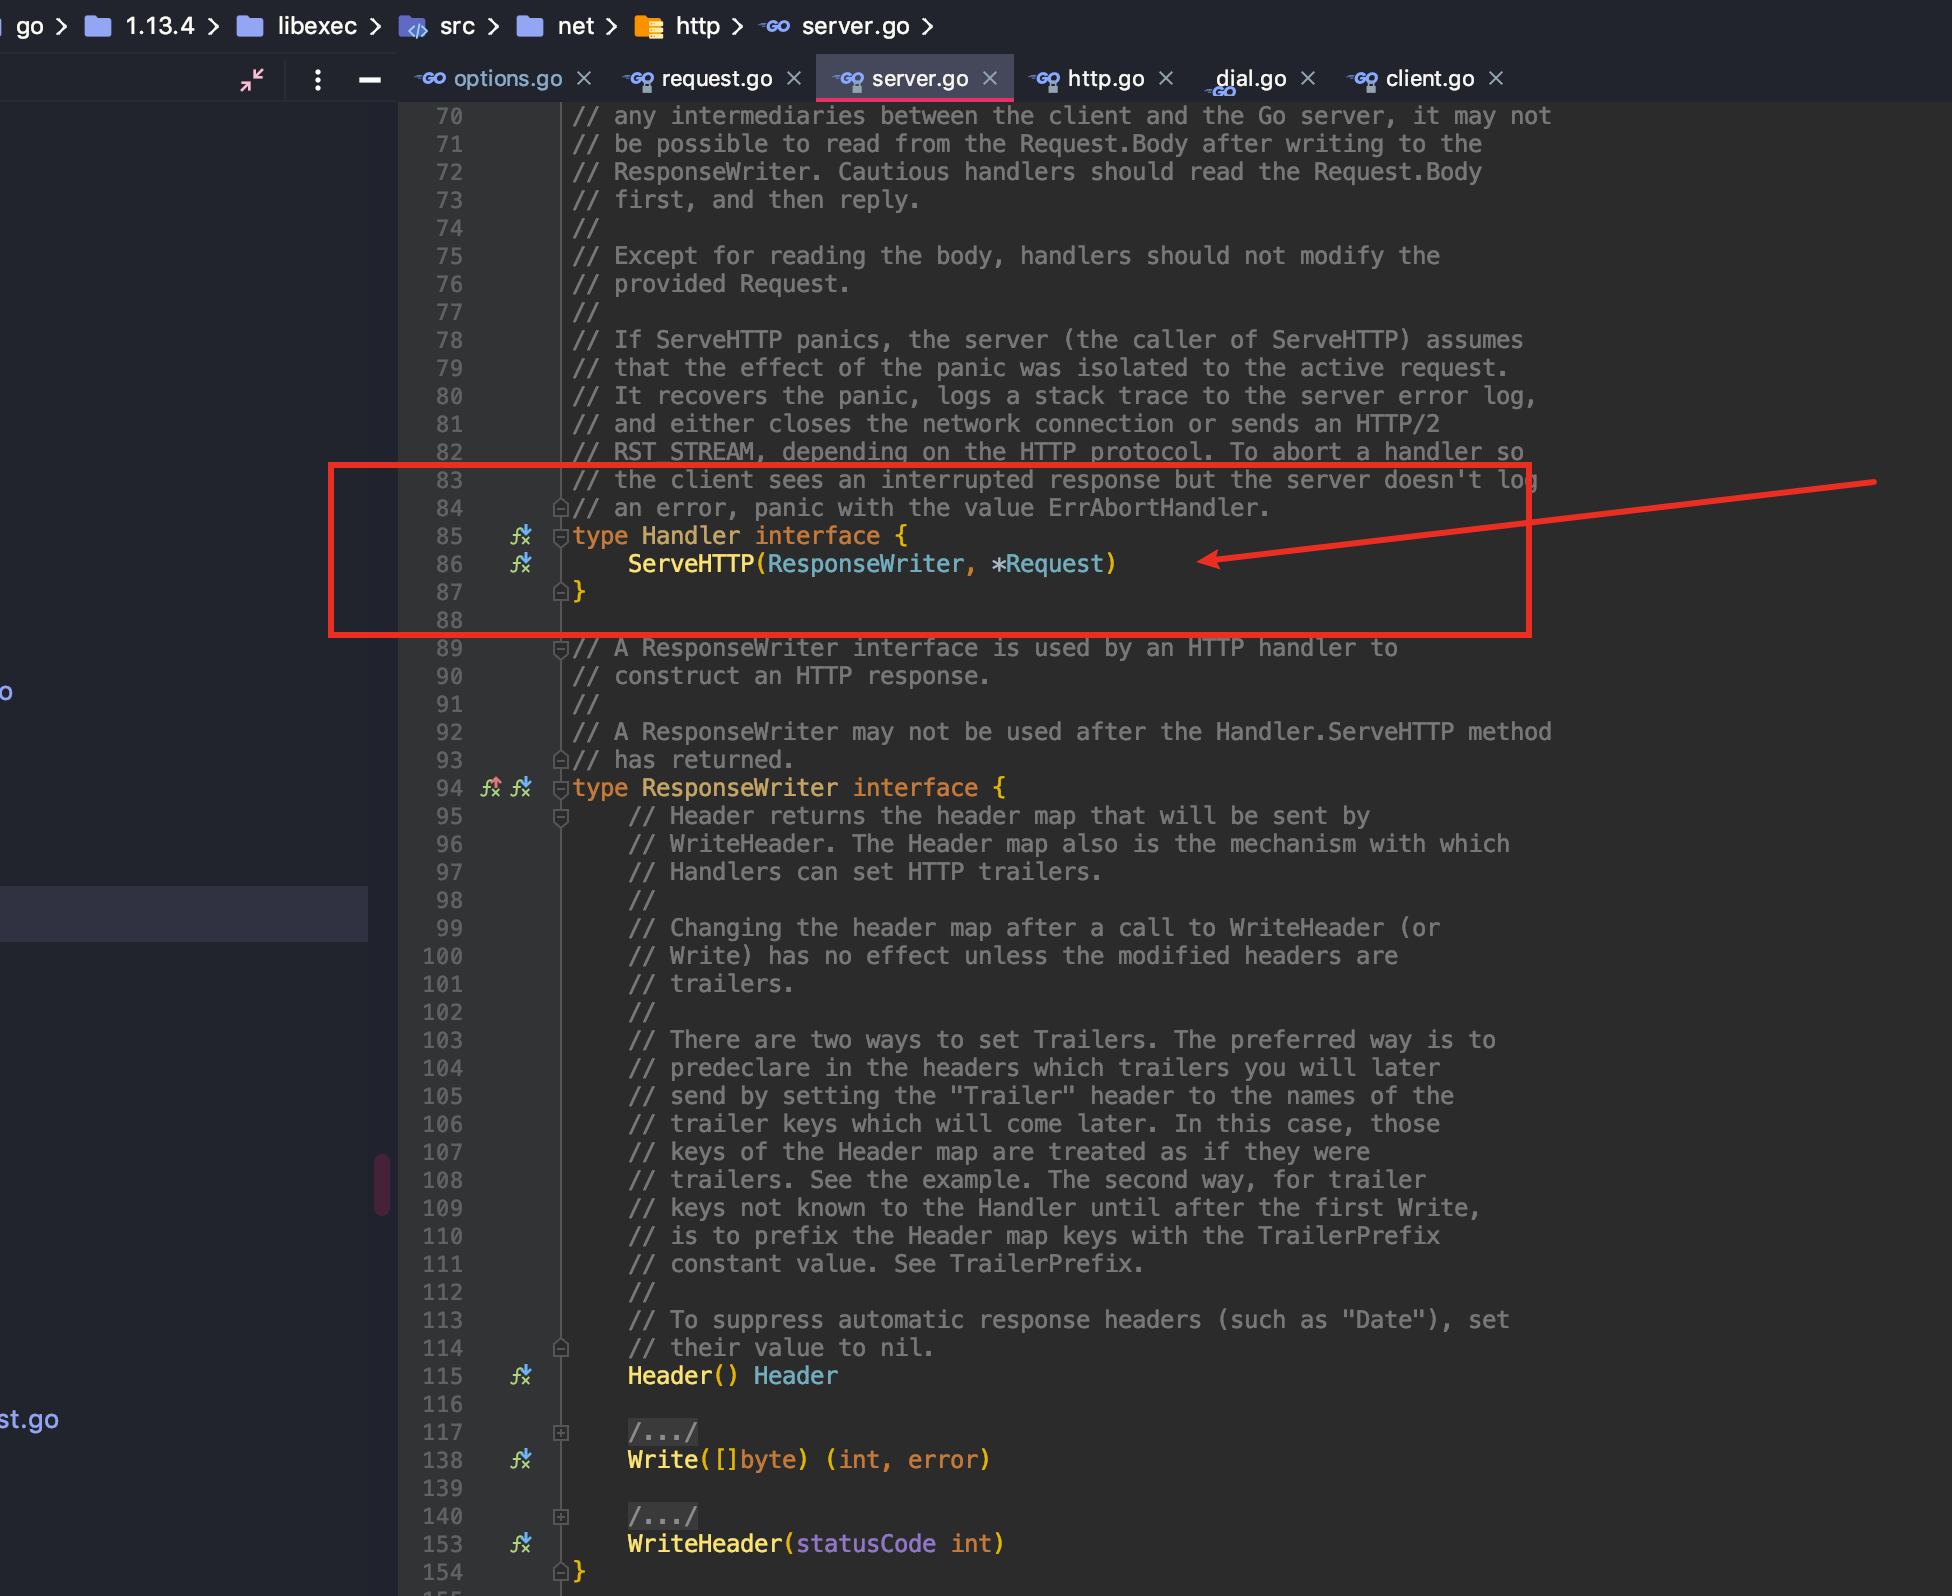 go > 1.13.4 > libexec > src > net > http > server.go >
options.go × request.go × server.go × http.go × dial.go × client.go ×
70 // any intermediaries between the client and the Go server, it may not
71 // be possible to read from the Request.Body after writing to the
72 // ResponseWriter. Cautious handlers should read the Request.Body
73 // first, and then reply.
74 //
75 // Except for reading the body, handlers should not modify the
76 // provided Request.
77 //
78 // If ServeHTTP panics, the server (the caller of ServeHTTP) assumes
79 // that the effect of the panic was isolated to the active request.
80 // It recovers the panic, logs a stack trace to the server error log,
81 // and either closes the network connection or sends an HTTP/2
82 // RST_STREAM, depending on the HTTP protocol. To abort a handler so
83 // the client sees an interrupted response but the server doesn't log
84 // an error, panic with the value ErrAbortHandler.
85 type Handler interface {
86 ServeHTTP(ResponseWriter, *Request)
87 }
88
89 // A ResponseWriter interface is used by an HTTP handler to
90 // construct an HTTP response.
91 //
92 // A ResponseWriter may not be used after the Handler.ServeHTTP method
93 // has returned.
94 type ResponseWriter interface {
95 // Header returns the header map that will be sent by
96 // WriteHeader. The Header map also is the mechanism with which
97 // Handlers can set HTTP trailers.
98 //
99 // Changing the header map after a call to WriteHeader (or
100 // Write) has no effect unless the modified headers are
101 // trailers.
102 //
103 // There are two ways to set Trailers. The preferred way is to
104 // predeclare in the headers which trailers you will later
105 // send by setting the "Trailer" header to the names of the
106 // trailer keys which will come later. In this case, those
107 // keys of the Header map are treated as if they were
108 // trailers. See the example. The second way, for trailer
109 // keys not known to the Handler until after the first Write,
110 // is to prefix the Header map keys with the TrailerPrefix
111 // constant value. See TrailerPrefix.
112 //
113 // To suppress automatic response headers (such as "Date"), set
114 // their value to nil.
115 Header() Header
116
117 /.../
138 Write([]byte) (int, error)
139
140 /.../
153 WriteHeader(statusCode int)
154 }
o
st.go